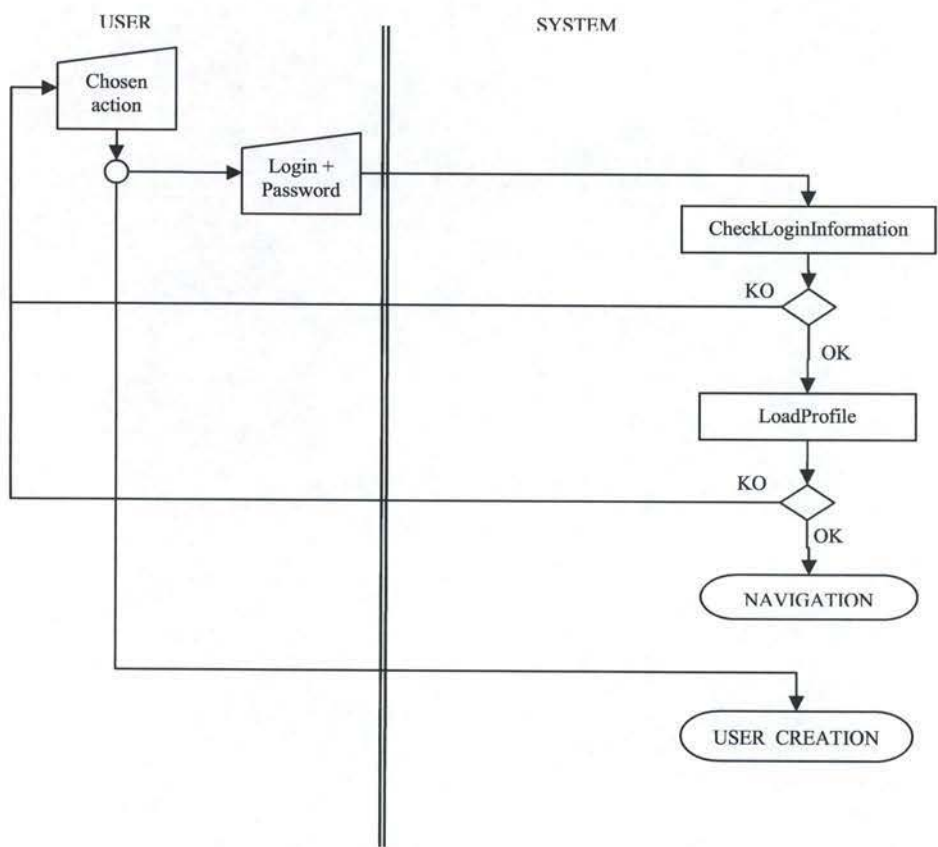 USER
SYSTEM
Chosen
action
Login +
Password
CheckLoginInformation
KO
OK
LoadProfile
KO
OK
NAVIGATION
USER CREATION